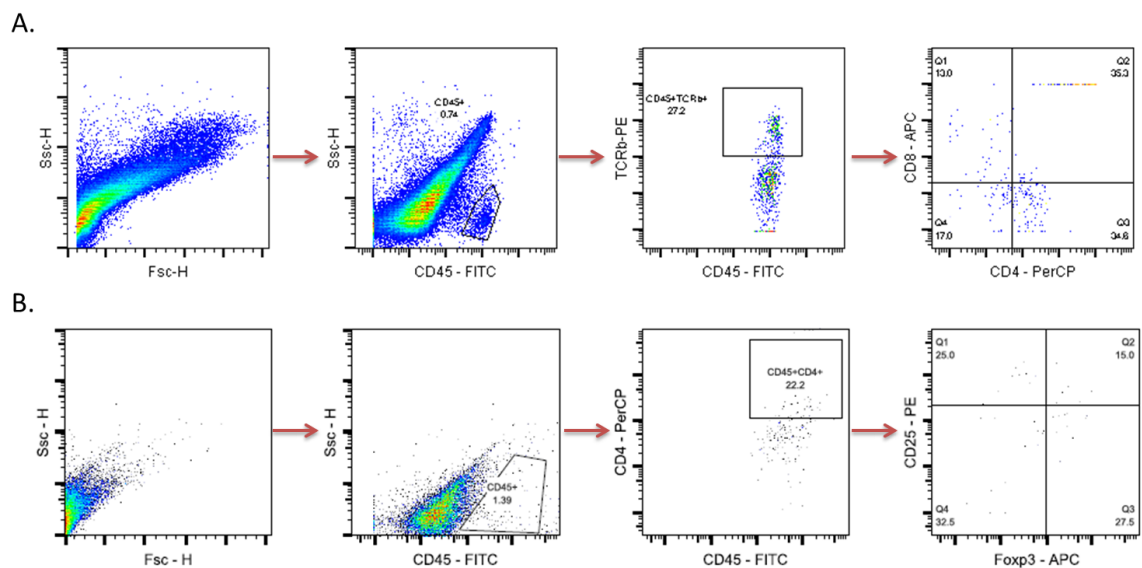 A.
Ssc-H
Fsc-H
Ssc-H
CD45+
0.74
CD45 - FITC
TCRb-PE
CD45+TCRb+
27.2
CD45 - FITC
CD8 - APC
Q1
13.0
Q2
35.3
Q4
17.0
Q3
34.6
CD4 - PerCP
B.
Ssc - H
Fsc - H
Ssc - H
CD45+
1.39
CD45 - FITC
CD4 - PerCP
CD45+CD4+
22.2
CD45 - FITC
CD25 - PE
Q1
25.0
Q2
15.0
Q4
32.5
Q3
27.5
Foxp3 - APC